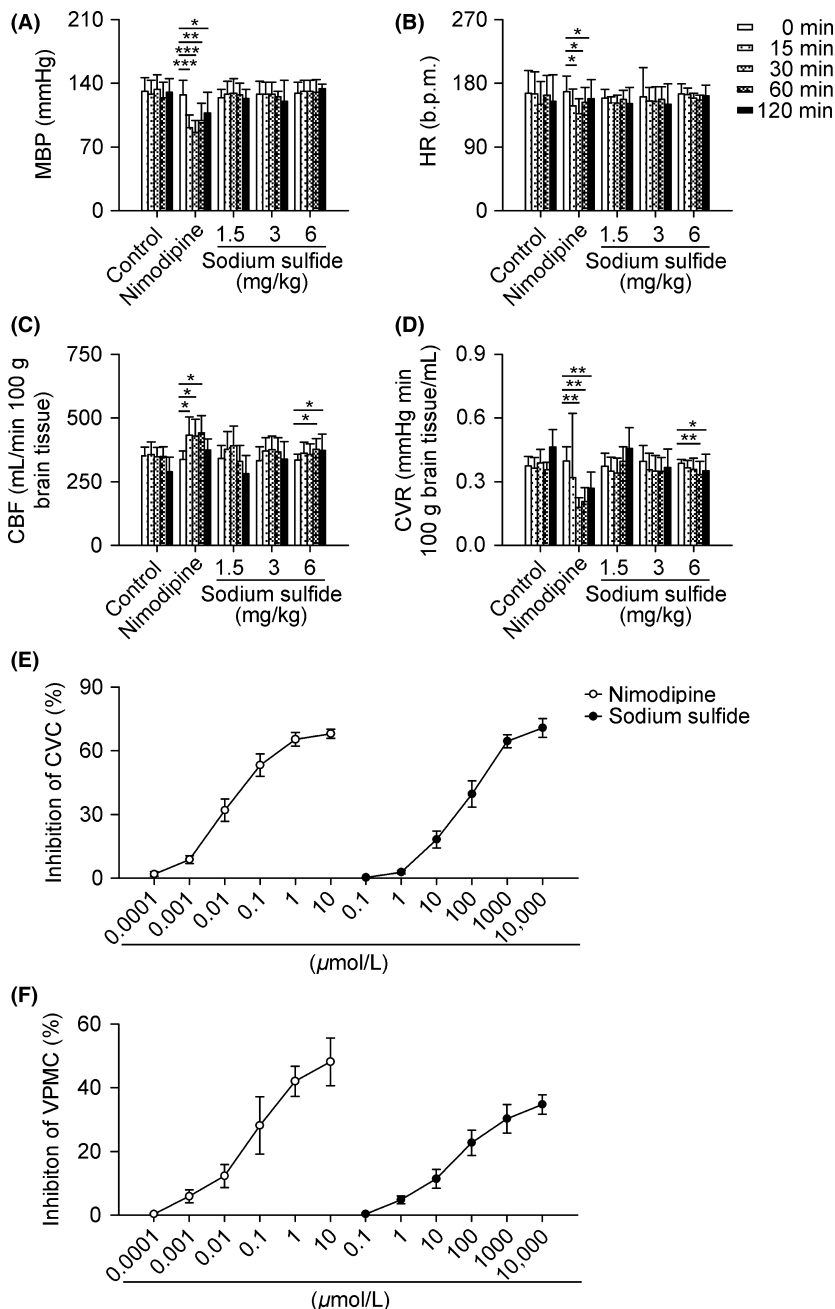 (A)
MBP (mmHg)
210
140
70
0
*
**
***
***
Control
Nimodipine
1.5 3 6
Sodium sulfide
(mg/kg)
(B)
HR (b.p.m.)
270
180
90
0
*
*
*
Control
Nimodipine
1.5 3 6
Sodium sulfide
(mg/kg)
0 min
15 min
30 min
60 min
120 min
(C)
CBF (mL/min 100 g
brain tissue)
750
500
250
0
*
*
*
*
*
Control
Nimodipine
1.5 3 6
Sodium sulfide
(mg/kg)
(D)
CVR (mmHg min
100 g brain tissue/mL)
0.9
0.6
0.3
0.0
**
**
**
*
**
Control
Nimodipine
1.5 3 6
Sodium sulfide
(mg/kg)
(E)
Inhibition of CVC (%)
90
60
30
0
Nimodipine
Sodium sulfide
0.0001 0.001 0.01 0.1 1 10 0.1 1 10 100 1000 10,000
(µmol/L)
(F)
Inhibiton of VPMC (%)
60
40
20
0
0.0001 0.001 0.01 0.1 1 10 0.1 1 10 100 1000 10,000
(µmol/L)